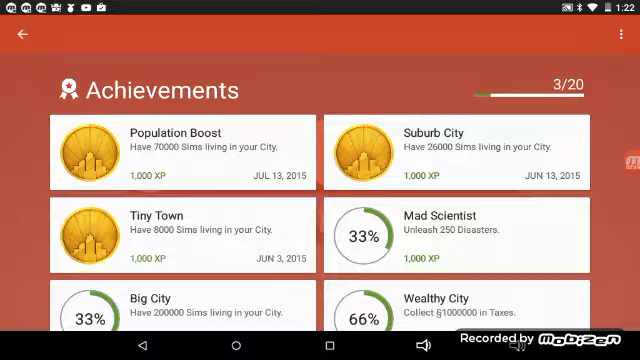 1:22
Achievements
3/20
Population Boost
Have 70000 Sims living in your City.
1,000 XP
JUL 13, 2015
Suburb City
Have 26000 Sims living in your City.
1,000 XP
JUN 13, 2015
Tiny Town
Have 8000 Sims living in your City.
1,000 XP
JUN 3, 2015
33%
Mad Scientist
Unleash 250 Disasters.
1,000 XP
33%
Big City
Have 200000 Sims living in your City.
66%
Wealthy City
Collect §1000000 in Taxes.
Recorded by Mobizen